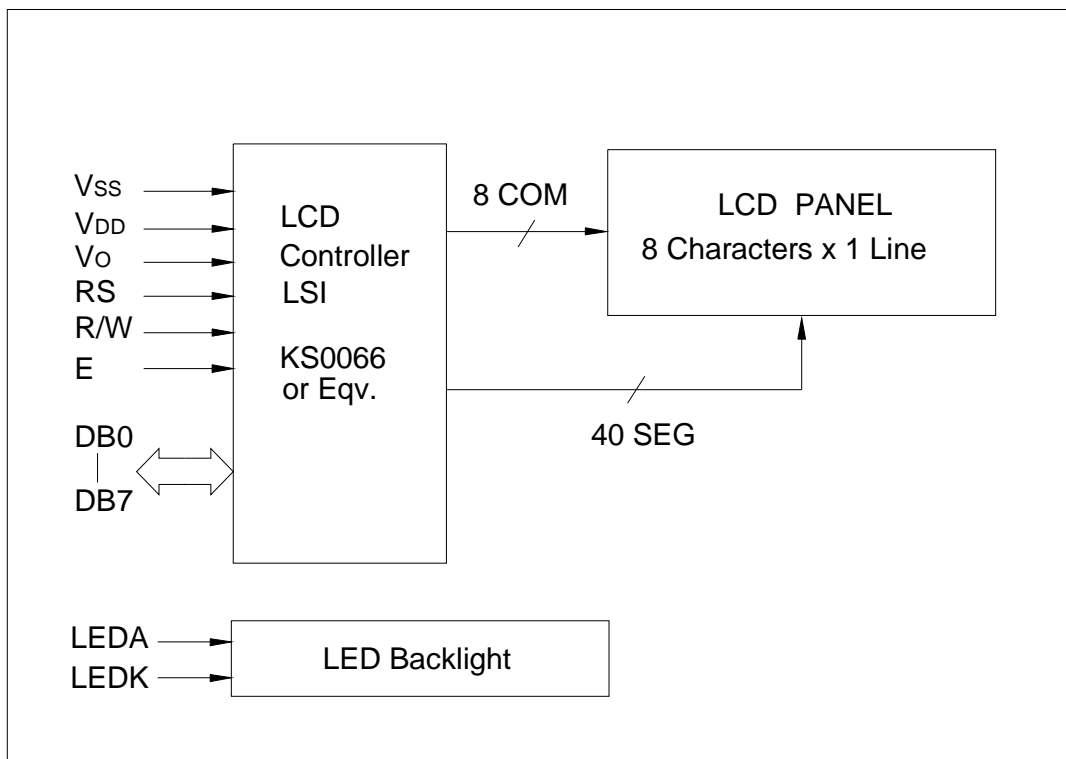 VSS
VDD
VO
RS
R/W
E
DB0
DB7
LCD
Controller
LSI
KS0066
or Eqv.
8 COM
40 SEG
LCD PANEL
8 Characters x 1 Line
LEDA
LEDK
LED Backlight